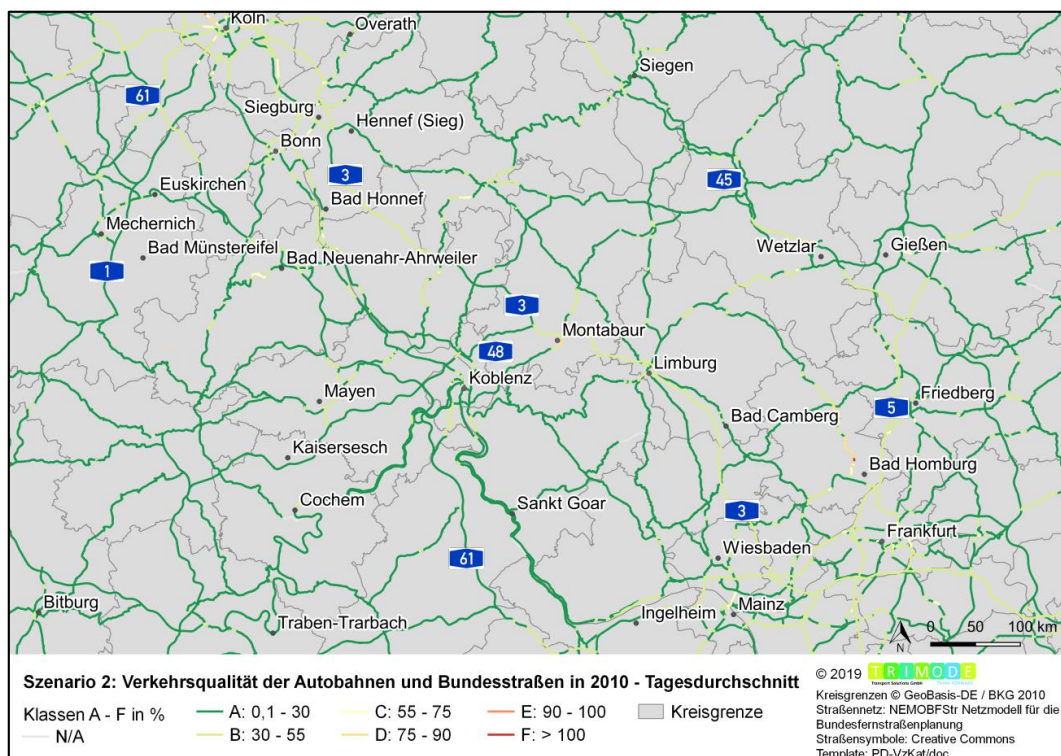 Köln
Overath
Siegen
61
Siegburg
Hennef (Sieg)
Bonn
3
45
Euskirchen
Bad Honnef
Mechernich
Bad Münstereifel
Bad Neuenahr-Ahrweiler
Wetzlar
Gießen
1
3
Montabaur
48
Limburg
Koblenz
Mayen
5
Friedberg
Bad Camberg
Kaisersesch
Bad Homburg
Cochem
Sankt Goar
3
Frankfurt
61
Wiesbaden
Bitburg
Ingelheim
Mainz
Traben-Trarbach
N
0 50 100 km
Szenario 2: Verkehrsqualität der Autobahnen und Bundesstraßen in 2010 - Tagesdurchschnitt
Klassen A - F in %
A: 0,1 - 30
C: 55 - 75
E: 90 - 100
Kreisgrenze
N/A
B: 30 - 55
D: 75 - 90
F: > 100
© 2019 TRIMODE
Transport Solutions GmbH
Kreisgrenzen © GeoBasis-DE / BKG 2010
Straßennetz: NEMOBFStr Netzmodell für die
Bundesfernstraßenplanung
Straßensymbole: Creative Commons
Template: PD-VzKat/doc